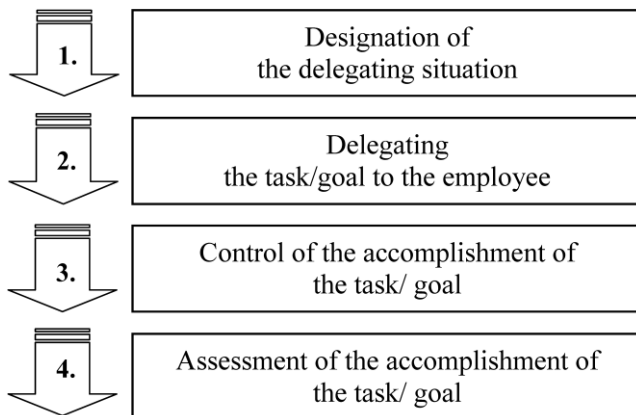 1.
Designation of
the delegating situation
2.
Delegating
the task/goal to the employee
3.
Control of the accomplishment of
the task/ goal
4.
Assessment of the accomplishment of
the task/ goal